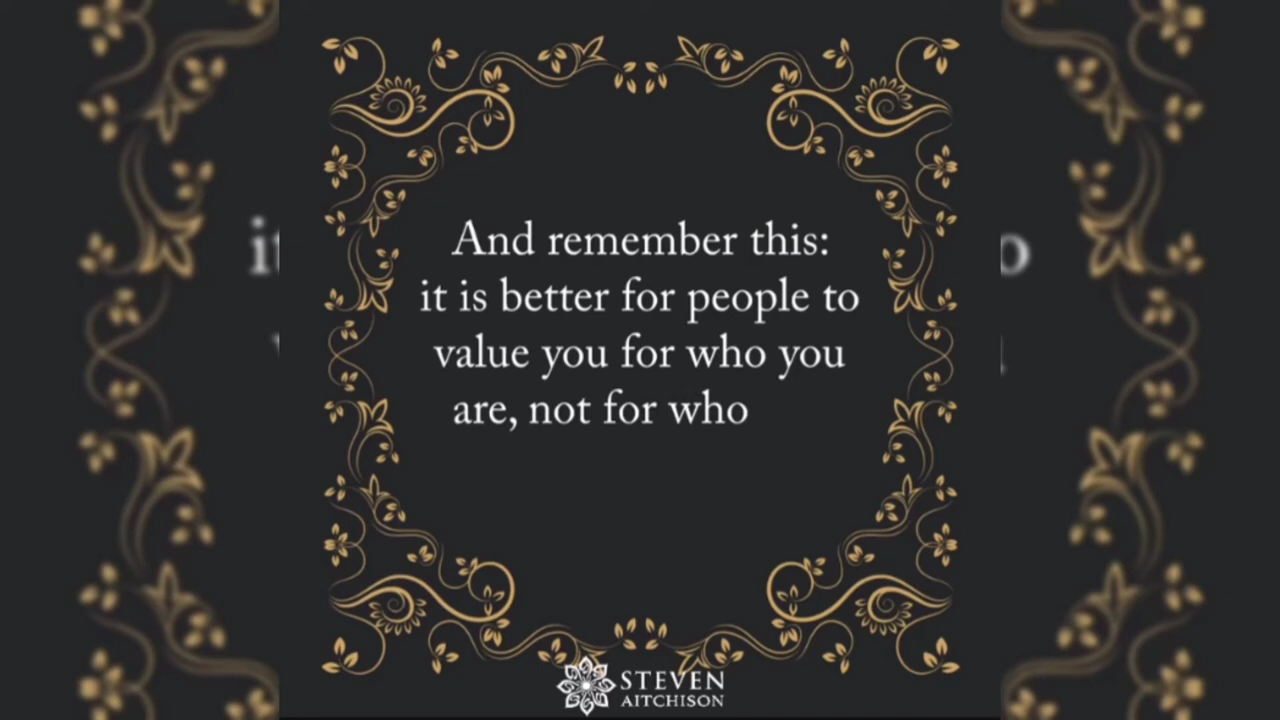 And remember this:
it is better for people to
value you for who you
are, not for who
STEVEN
AITCHISON